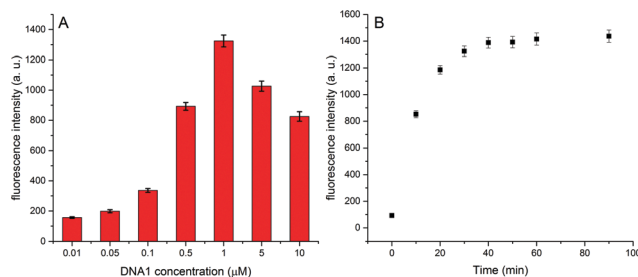 A
fluorescence intensity (a. u.)
1400
1200
1000
800
600
400
200
0
0.01 0.05 0.1 0.5 1 5 10
DNA1 concentration (μM)
B
fluorescence intensity (a. u.)
1600
1400
1200
1000
800
600
400
200
0
0 20 40 60 80 100
Time (min)